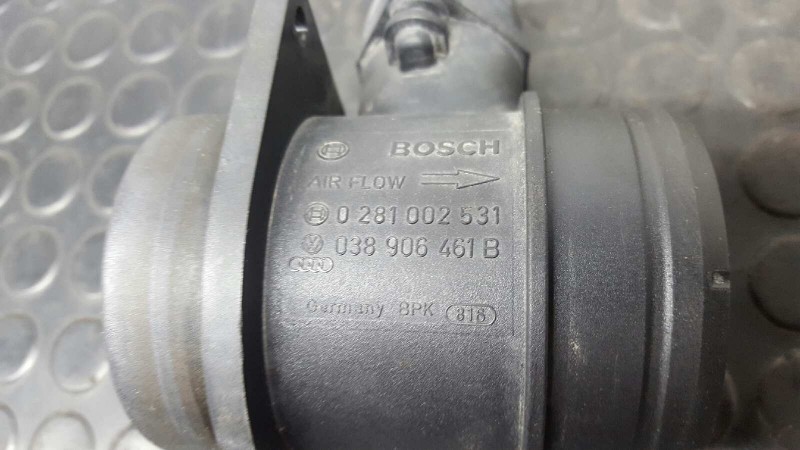 BOSCH
AIR FLOW
0 281 002 531
038 906 461 B
Germany BPK 818